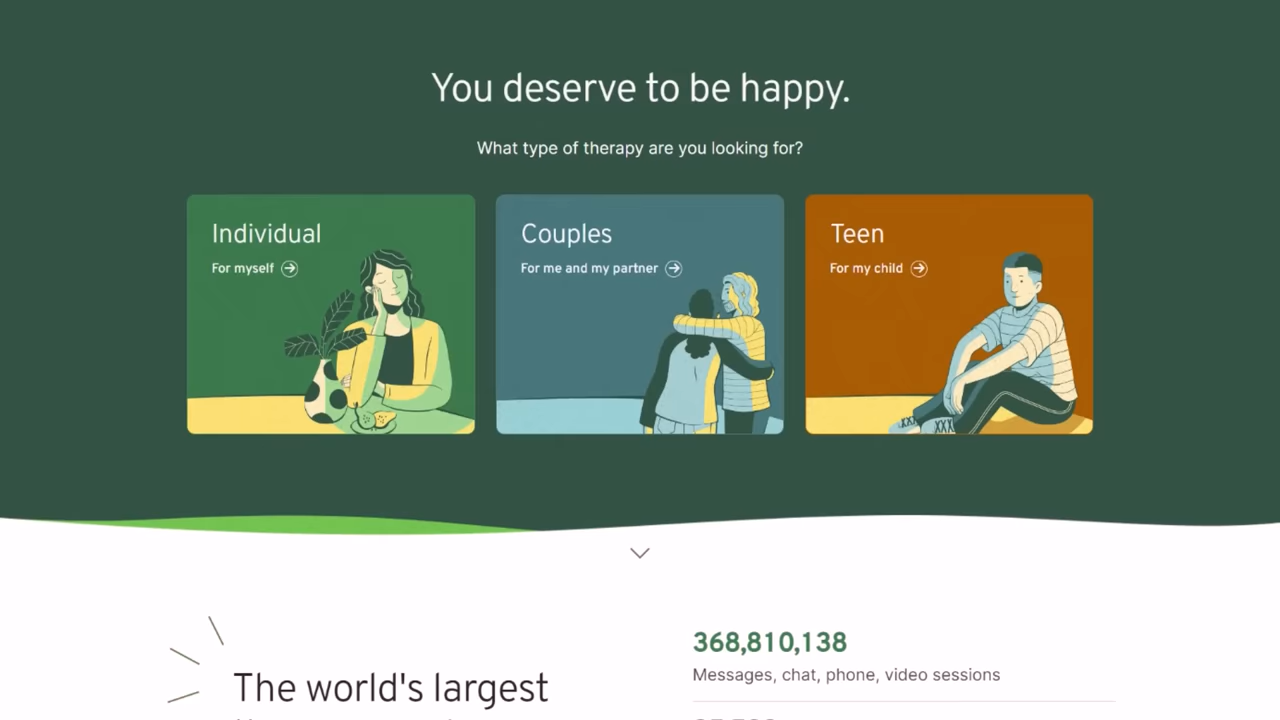 You deserve to be happy.
What type of therapy are you looking for?
Individual
For myself
Couples
For me and my partner
Teen
For my child
The world's largest
368,810,138
Messages, chat, phone, video sessions